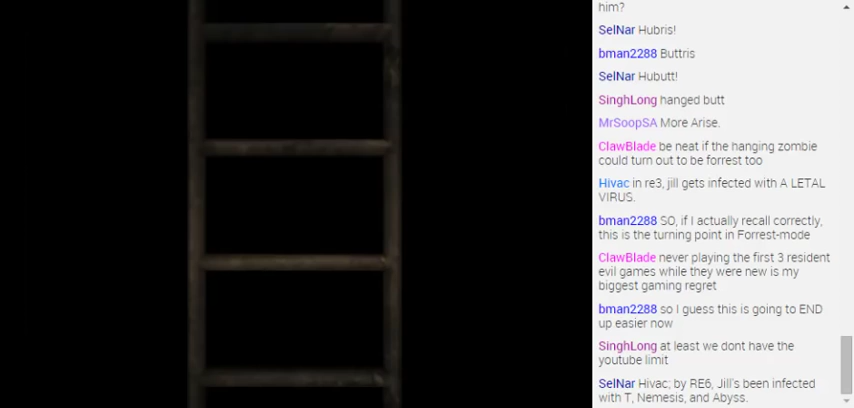 him?
SelNar Hubris!
bman2288 Buttris
SelNar Hubutt!
SinghLong hanged butt
MrSoopSA More Arise.
ClawBlade be neat if the hanging zombie
could turn out to be forrest too
Hivac in re3, jill gets infected with A LETAL
VIRUS.
bman2288 SO, if I actually recall correctly,
this is the turning point in Forrest-mode
ClawBlade never playing the first 3 resident
evil games while they were new is my
biggest gaming regret
bman2288 so I guess this is going to END
up easier now
SinghLong at least we dont have the
youtube limit
SelNar Hivac; by RE6, Jill's been infected
with T, Nemesis, and Abyss.